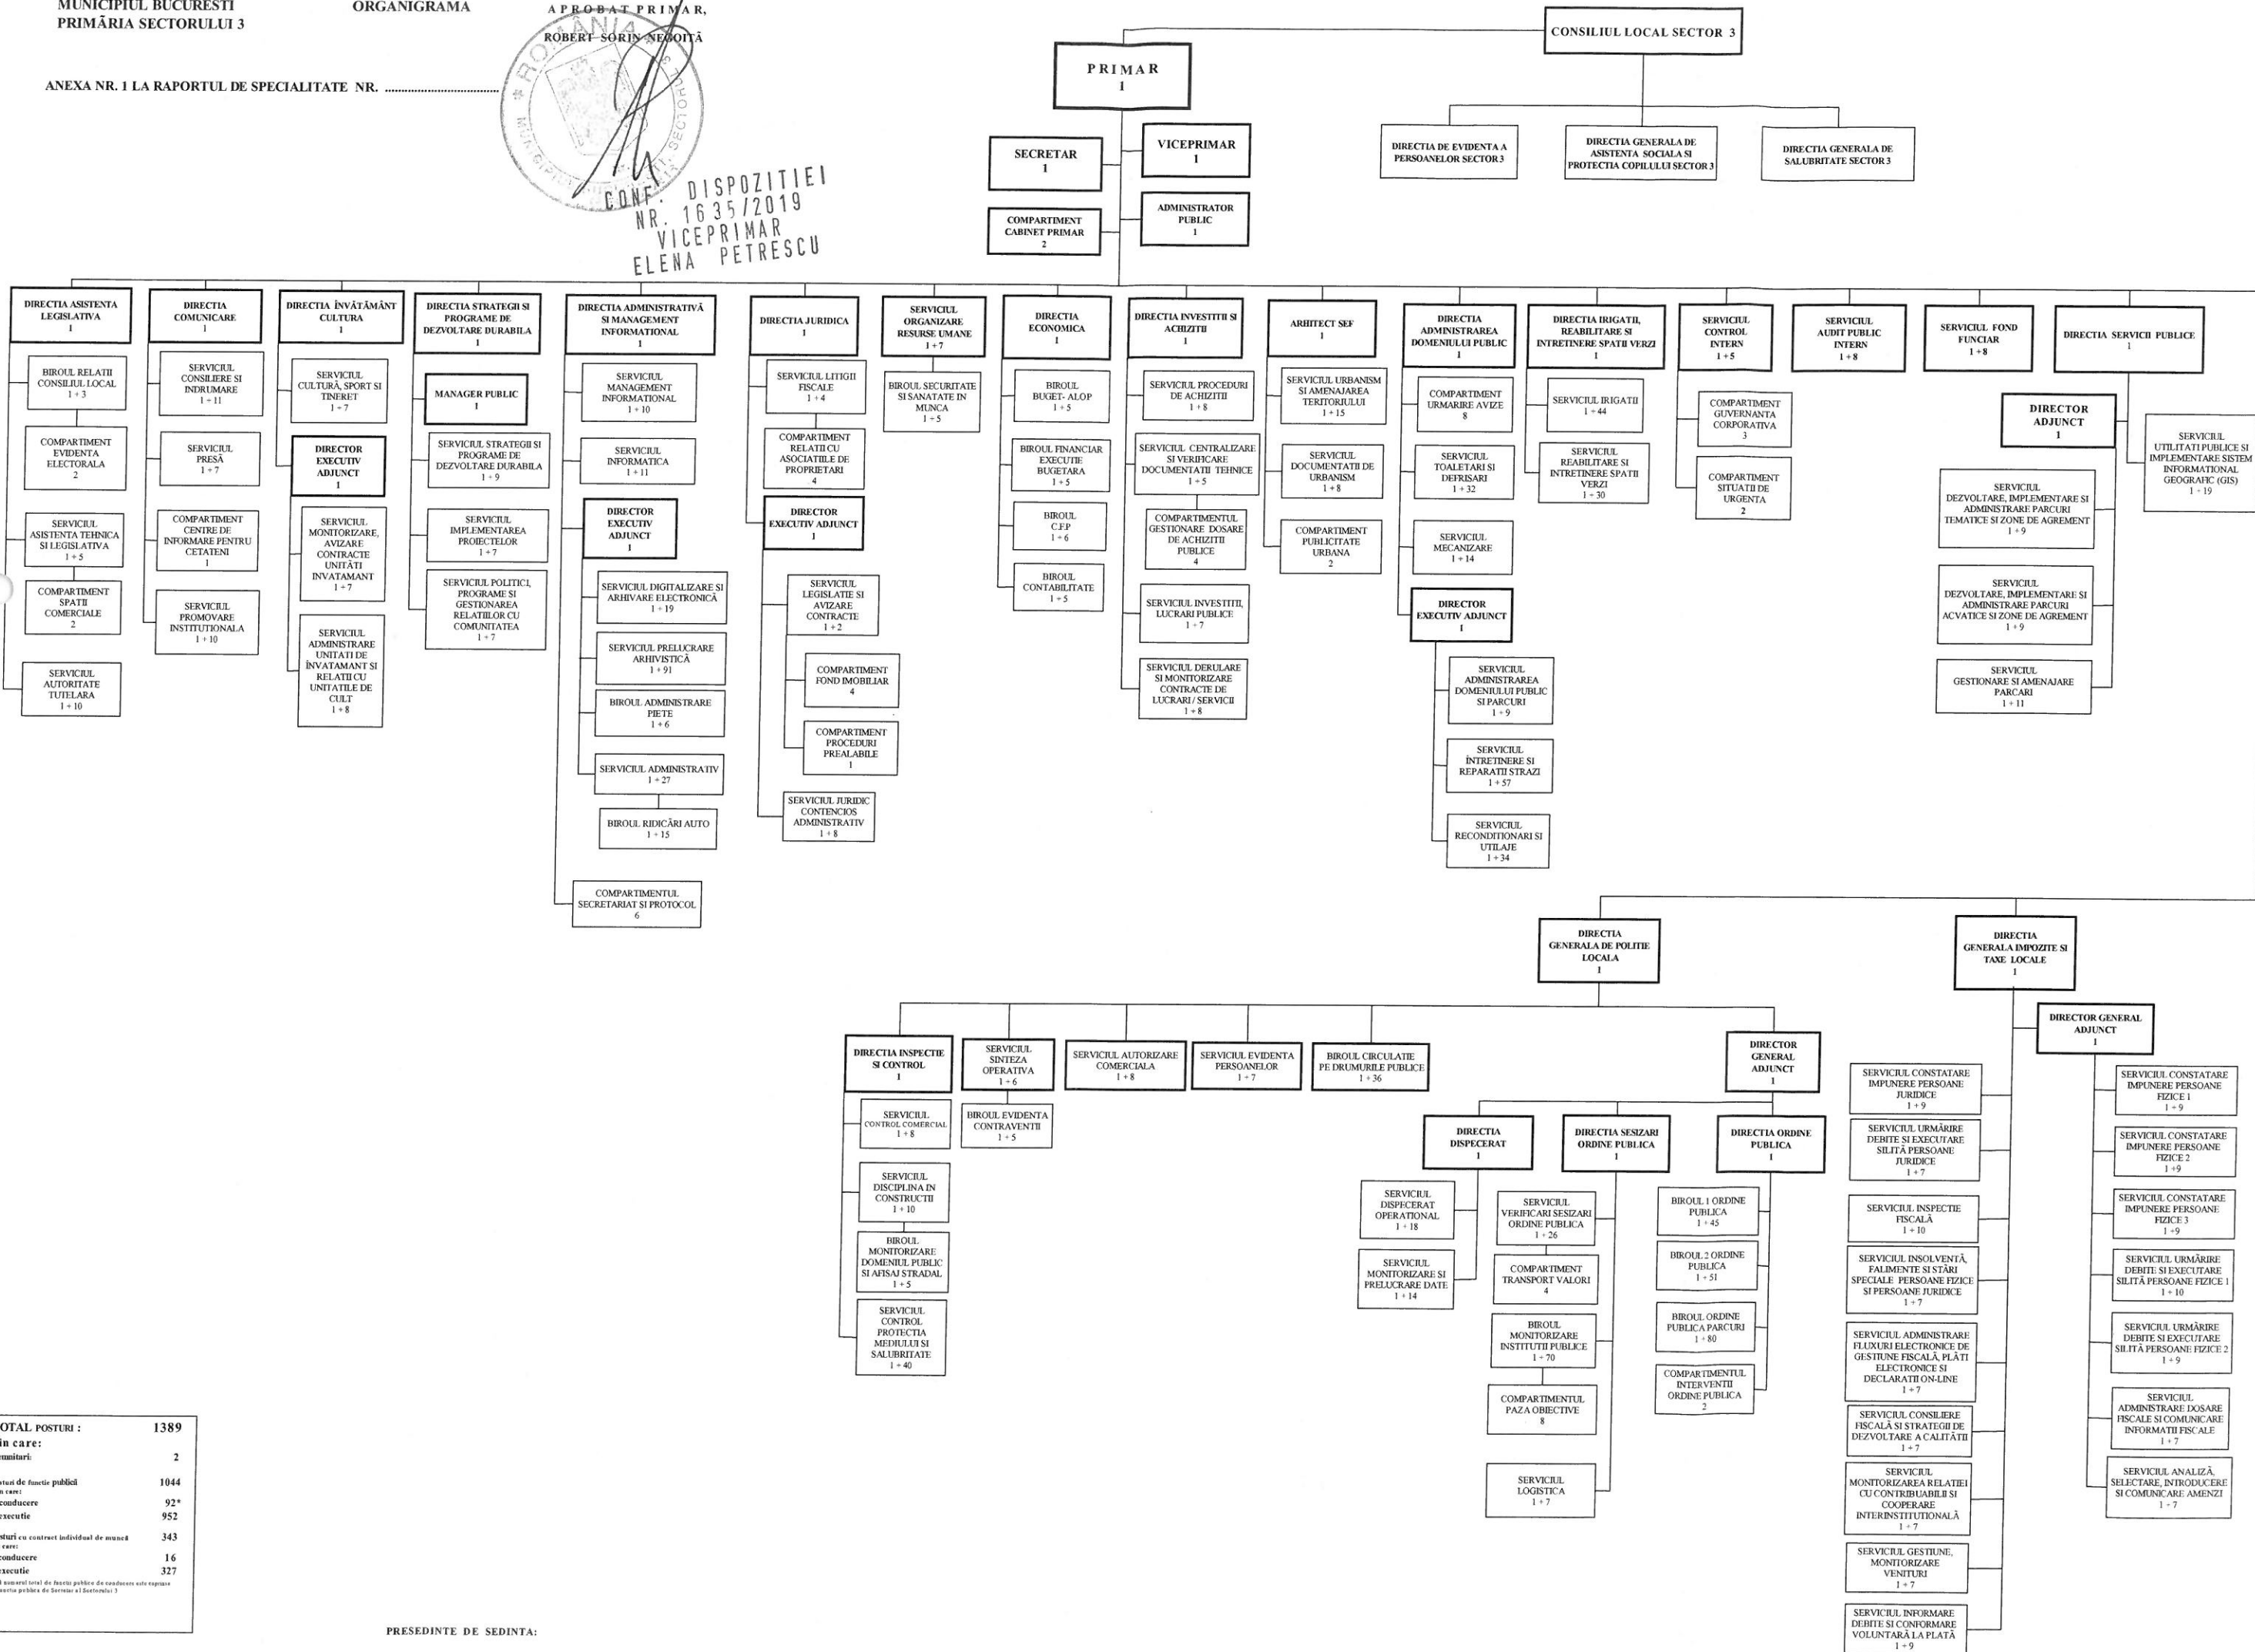 MUNICIPIUL BUCURESTI
PRIMĂRIA SECTORULUI 3
ORGANIGRAMA
APROBAT PRIMAR,
ROBERT SORIN NEGOITĂ
ANEXA NR. 1 LA RAPORTUL DE SPECIALITATE NR. ................................
ROMÂNIA
CONF. DISPOZITIEI
NR. 1635/2019
VICEPRIMAR
ELENA PETRESCU
CONSILIUL LOCAL SECTOR 3
PRIMAR
1
SECRETAR
1
VICEPRIMAR
1
COMPARTIMENT
CABINET PRIMAR
2
ADMINISTRATOR
PUBLIC
1
DIRECTIA DE EVIDENTA A
PERSOANELOR SECTOR 3
DIRECTIA GENERALA DE
ASISTENTA SOCIALA SI
PROTECTIA COPILULUI SECTOR 3
DIRECTIA GENERALA DE
SALUBRITATE SECTOR 3
DIRECTIA ASISTENTA
LEGISLATIVA
1
BIROUL RELATII
CONSILIUL LOCAL
1 + 3
COMPARTIMENT
EVIDENTA
ELECTORALA
2
SERVICIUL
ASISTENTA TEHNICA
SI LEGISLATIVA
1 + 5
COMPARTIMENT
SPATII
COMERCIALE
2
SERVICIUL
AUTORITATE
TUTELARA
1 + 10
DIRECTIA
COMUNICARE
1
SERVICIUL
CONSILIERE SI
INDRUMARE
1 + 11
SERVICIUL
PRESĂ
1 + 7
COMPARTIMENT
CENTRE DE
INFORMARE PENTRU
CETATENI
1
SERVICIUL
PROMOVARE
INSTITUTIONALA
1 + 10
DIRECTIA ÎNVĂTĂMÂNT
CULTURA
1
SERVICIUL
CULTURĂ, SPORT SI
TINERET
1 + 7
DIRECTOR
EXECUTIV
ADJUNCT
1
SERVICIUL
MONITORIZARE,
AVIZARE
CONTRACTE
UNITĂTI
INVATAMANT
1 + 7
SERVICIUL
ADMINISTRARE
UNITATI DE
ÎNVATAMANT SI
RELATII CU
UNITATILE DE
CULT
1 + 8
DIRECTIA STRATEGII SI
PROGRAME DE
DEZVOLTARE DURABILA
1
MANAGER PUBLIC
1
SERVICIUL STRATEGII SI
PROGRAME DE
DEZVOLTARE DURABILA
1 + 9
SERVICIUL
IMPLEMENTAREA
PROIECTELOR
1 + 7
SERVICIUL POLITICI,
PROGRAME SI
GESTIONAREA
RELATIILOR CU
COMUNITATEA
1 + 7
DIRECTIA ADMINISTRATIVĂ
SI MANAGEMENT
INFORMATIONAL
1
SERVICIUL
MANAGEMENT
INFORMATIONAL
1 + 10
SERVICIUL
INFORMATICA
1 + 11
DIRECTOR
EXECUTIV
ADJUNCT
1
SERVICIUL DIGITALIZARE SI
ARHIVARE ELECTRONICĂ
1 + 19
SERVICIUL PRELUCRARE
ARHIVISTICĂ
1 + 91
BIROUL ADMINISTRARE
PIETE
1 + 6
SERVICIUL ADMINISTRATIV
1 + 27
BIROUL RIDICĂRI AUTO
1 + 15
COMPARTIMENTUL
SECRETARIAT SI PROTOCOL
6
DIRECTIA JURIDICA
1
SERVICIUL LITIGII
FISCALE
1 + 4
COMPARTIMENT
RELATII CU
ASOCIATIILE DE
PROPRIETARI
4
DIRECTOR
EXECUTIV ADJUNCT
1
SERVICIUL
LEGISLATIE SI
AVIZARE
CONTRACTE
1 + 2
COMPARTIMENT
FOND IMOBILIAR
4
COMPARTIMENT
PROCEDURI
PREALABILE
1
SERVICIUL JURIDIC
CONTENCIOS
ADMINISTRATIV
1 + 8
SERVICIUL
ORGANIZARE
RESURSE UMANE
1 + 7
BIROUL SECURITATE
SI SANATATE IN
MUNCA
1 + 5
DIRECTIA
ECONOMICA
1
BIROUL
BUGET- ALOP
1 + 5
BIROUL FINANCIAR
EXECUTIE
BUGETARA
1 + 5
BIROUL
C.F.P
1 + 6
BIROUL
CONTABILITATE
1 + 5
DIRECTIA INVESTITII SI
ACHIZITII
1
SERVICIUL PROCEDURI
DE ACHIZITII
1 + 8
SERVICIUL CENTRALIZARE
SI VERIFICARE
DOCUMENTATII TEHNICE
1 + 5
COMPARTIMENTUL
GESTIONARE DOSARE
DE ACHIZITII
PUBLICE
4
SERVICIUL INVESTITII,
LUCRARI PUBLICE
1 + 7
SERVICIUL DERULARE
SI MONITORIZARE
CONTRACTE DE
LUCRARI / SERVICII
1 + 8
ARHITECT SEF
1
SERVICIUL URBANISM
SI AMENAJAREA
TERITORIULUI
1 + 15
SERVICIUL
DOCUMENTATII DE
URBANISM
1 + 8
COMPARTIMENT
PUBLICITATE
URBANA
2
DIRECTIA
ADMINISTRAREA
DOMENIULUI PUBLIC
1
COMPARTIMENT
URMARIRE AVIZE
8
SERVICIUL
TOALETARI SI
DEFRISARI
1 + 32
SERVICIUL
MECANIZARE
1 + 14
DIRECTOR
EXECUTIV ADJUNCT
1
SERVICIUL
ADMINISTRAREA
DOMENIULUI PUBLIC
SI PARCURI
1 + 9
SERVICIUL
ÎNTRETINERE SI
REPARATII STRAZI
1 + 57
SERVICIUL
RECONDITIONARI SI
UTILAJE
1 + 34
DIRECTIA IRIGATII,
REABILITARE SI
INTRETINERE SPATII VERZI
1
SERVICIUL IRIGATII
1 + 44
SERVICIUL
REABILITARE SI
INTRETINERE SPATII
VERZI
1 + 30
SERVICIUL
CONTROL
INTERN
1 + 5
COMPARTIMENT
GUVERNANTA
CORPORATIVA
3
COMPARTIMENT
SITUATII DE
URGENTA
2
SERVICIUL
AUDIT PUBLIC
INTERN
1 + 8
SERVICIUL FOND
FUNCIAR
1 + 8
DIRECTIA SERVICII PUBLICE
1
DIRECTOR
ADJUNCT
1
SERVICIUL
UTILITATI PUBLICE SI
IMPLEMENTARE SISTEM
INFORMATIONAL
GEOGRAFIC (GIS)
1 + 19
SERVICIUL
DEZVOLTARE, IMPLEMENTARE SI
ADMINISTRARE PARCURI
TEMATICE SI ZONE DE AGREMENT
1 + 9
SERVICIUL
DEZVOLTARE, IMPLEMENTARE SI
ADMINISTRARE PARCURI
ACVATICE SI ZONE DE AGREMENT
1 + 9
SERVICIUL
GESTIONARE SI AMENAJARE
PARCARI
1 + 11
DIRECTIA
GENERALA DE POLITIE
LOCALA
1
DIRECTIA INSPECTIE
SI CONTROL
1
SERVICIUL
CONTROL COMERCIAL
1 + 8
SERVICIUL
DISCIPLINA IN
CONSTRUCTII
1 + 10
BIROUL
MONITORIZARE
DOMENIUL PUBLIC
SI AFISAJ STRADAL
1 + 5
SERVICIUL
CONTROL
PROTECTIA
MEDIULUI SI
SALUBRITATE
1 + 40
SERVICIUL
SINTEZA
OPERATIVA
1 + 6
BIROUL EVIDENTA
CONTRAVENTII
1 + 5
SERVICIUL AUTORIZARE
COMERCIALA
1 + 8
SERVICIUL EVIDENTA
PERSOANELOR
1 + 7
BIROUL CIRCULATIE
PE DRUMURILE PUBLICE
1 + 36
DIRECTOR
GENERAL
ADJUNCT
1
DIRECTIA
DISPECERAT
1
SERVICIUL
DISPECERAT
OPERATIONAL
1 + 18
SERVICIUL
MONITORIZARE SI
PRELUCRARE DATE
1 + 14
DIRECTIA SESIZARI
ORDINE PUBLICA
1
SERVICIUL
VERIFICARI SESIZARI
ORDINE PUBLICA
1 + 26
COMPARTIMENT
TRANSPORT VALORI
4
BIROUL
MONITORIZARE
INSTITUTII PUBLICE
1 + 70
COMPARTIMENTUL
PAZA OBIECTIVE
8
SERVICIUL
LOGISTICA
1 + 7
DIRECTIA ORDINE
PUBLICA
1
BIROUL 1 ORDINE
PUBLICA
1 + 45
BIROUL 2 ORDINE
PUBLICA
1 + 51
BIROUL ORDINE
PUBLICA PARCURI
1 + 80
COMPARTIMENTUL
INTERVENTII
ORDINE PUBLICA
2
DIRECTIA
GENERALA IMPOZITE SI
TAXE LOCALE
1
DIRECTOR GENERAL
ADJUNCT
1
SERVICIUL CONSTATARE
IMPUNERE PERSOANE
JURIDICE
1 + 9
SERVICIUL URMĂRIRE
DEBITE SI EXECUTARE
SILITĂ PERSOANE
JURIDICE
1 + 7
SERVICIUL INSPECTIE
FISCALĂ
1 + 10
SERVICIUL INSOLVENTĂ,
FALIMENTE SI STĂRI
SPECIALE PERSOANE FIZICE
SI PERSOANE JURIDICE
1 + 7
SERVICIUL ADMINISTRARE
FLUXURI ELECTRONICE DE
GESTIUNE FISCALĂ, PLĂTI
ELECTRONICE SI
DECLARATII ON-LINE
1 + 7
SERVICIUL CONSILIERE
FISCALĂ SI STRATEGII DE
DEZVOLTARE A CALITĂTII
1 + 7
SERVICIUL
MONITORIZAREA RELATIEI
CU CONTRIBUABILII SI
COOPERARE
INTERINSTITUTIONALĂ
1 + 7
SERVICIUL GESTIUNE,
MONITORIZARE
VENITURI
1 + 7
SERVICIUL INFORMARE
DEBITE SI CONFORMARE
VOLUNTARĂ LA PLATĂ
1 + 9
SERVICIUL CONSTATARE
IMPUNERE PERSOANE
FIZICE 1
1 + 9
SERVICIUL CONSTATARE
IMPUNERE PERSOANE
FIZICE 2
1 +9
SERVICIUL CONSTATARE
IMPUNERE PERSOANE
FIZICE 3
1 +9
SERVICIUL URMĂRIRE
DEBITE SI EXECUTARE
SILITĂ PERSOANE FIZICE 1
1 + 10
SERVICIUL URMĂRIRE
DEBITE SI EXECUTARE
SILITĂ PERSOANE FIZICE 2
1 + 9
SERVICIUL
ADMINISTRARE DOSARE
FISCALE SI COMUNICARE
INFORMATII FISCALE
1 + 7
SERVICIUL ANALIZĂ,
SELECTARE, INTRODUCERE
SI COMUNICARE AMENZI
1 + 7
OTAL POSTURI : 1389
in care:
mnitari: 2
sturi de functie publică 1044
n care:
conducere 92*
executie 952
sturi cu contract individual de muncă 343
care:
conducere 16
executie 327
PRESEDINTE DE SEDINTA: